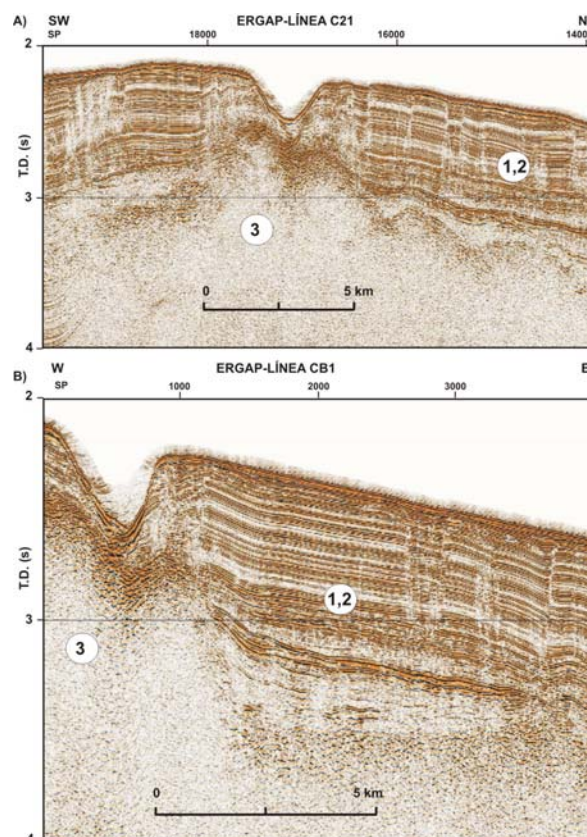 A) SW ERGAP-LÍNEA C21 N
SP 18000 16000 1400
2
T.D. (s)
1,2
3
3
0 5 km
4
W ERGAP-LÍNEA CB1 E
B) SP 1000 2000 3000
2
T.D. (s)
1,2
3
3
0 5 km